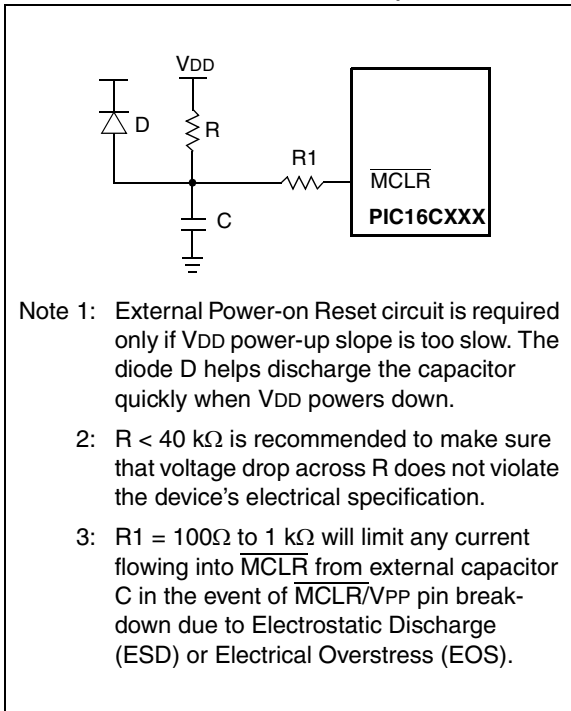 VDD
D
R
R1
MCLR
PIC16CXXX
C
Note 1: External Power-on Reset circuit is required
only if VDD power-up slope is too slow. The
diode D helps discharge the capacitor
quickly when VDD powers down.
2: R < 40 kΩ is recommended to make sure
that voltage drop across R does not violate
the device's electrical specification.
3: R1 = 100Ω to 1 kΩ will limit any current
flowing into MCLR from external capacitor
C in the event of MCLR/VPP pin break-
down due to Electrostatic Discharge
(ESD) or Electrical Overstress (EOS).